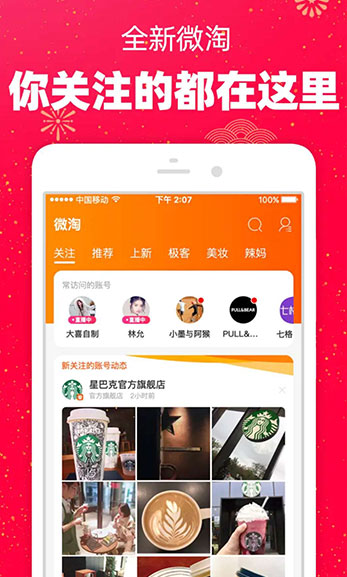 全新微淘
你关注的都在这里
中国移动 下午 2:07 100%
微淘
关注 推荐 上新 极客 美妆 辣妈
常访问的账号
直播中 直播中 PULL&BEAR 七格
大喜自制 林允 小墨与阿猴 PULL&... 七格
新关注的账号动态
星巴克官方旗舰店
官方旗舰店 2小时前